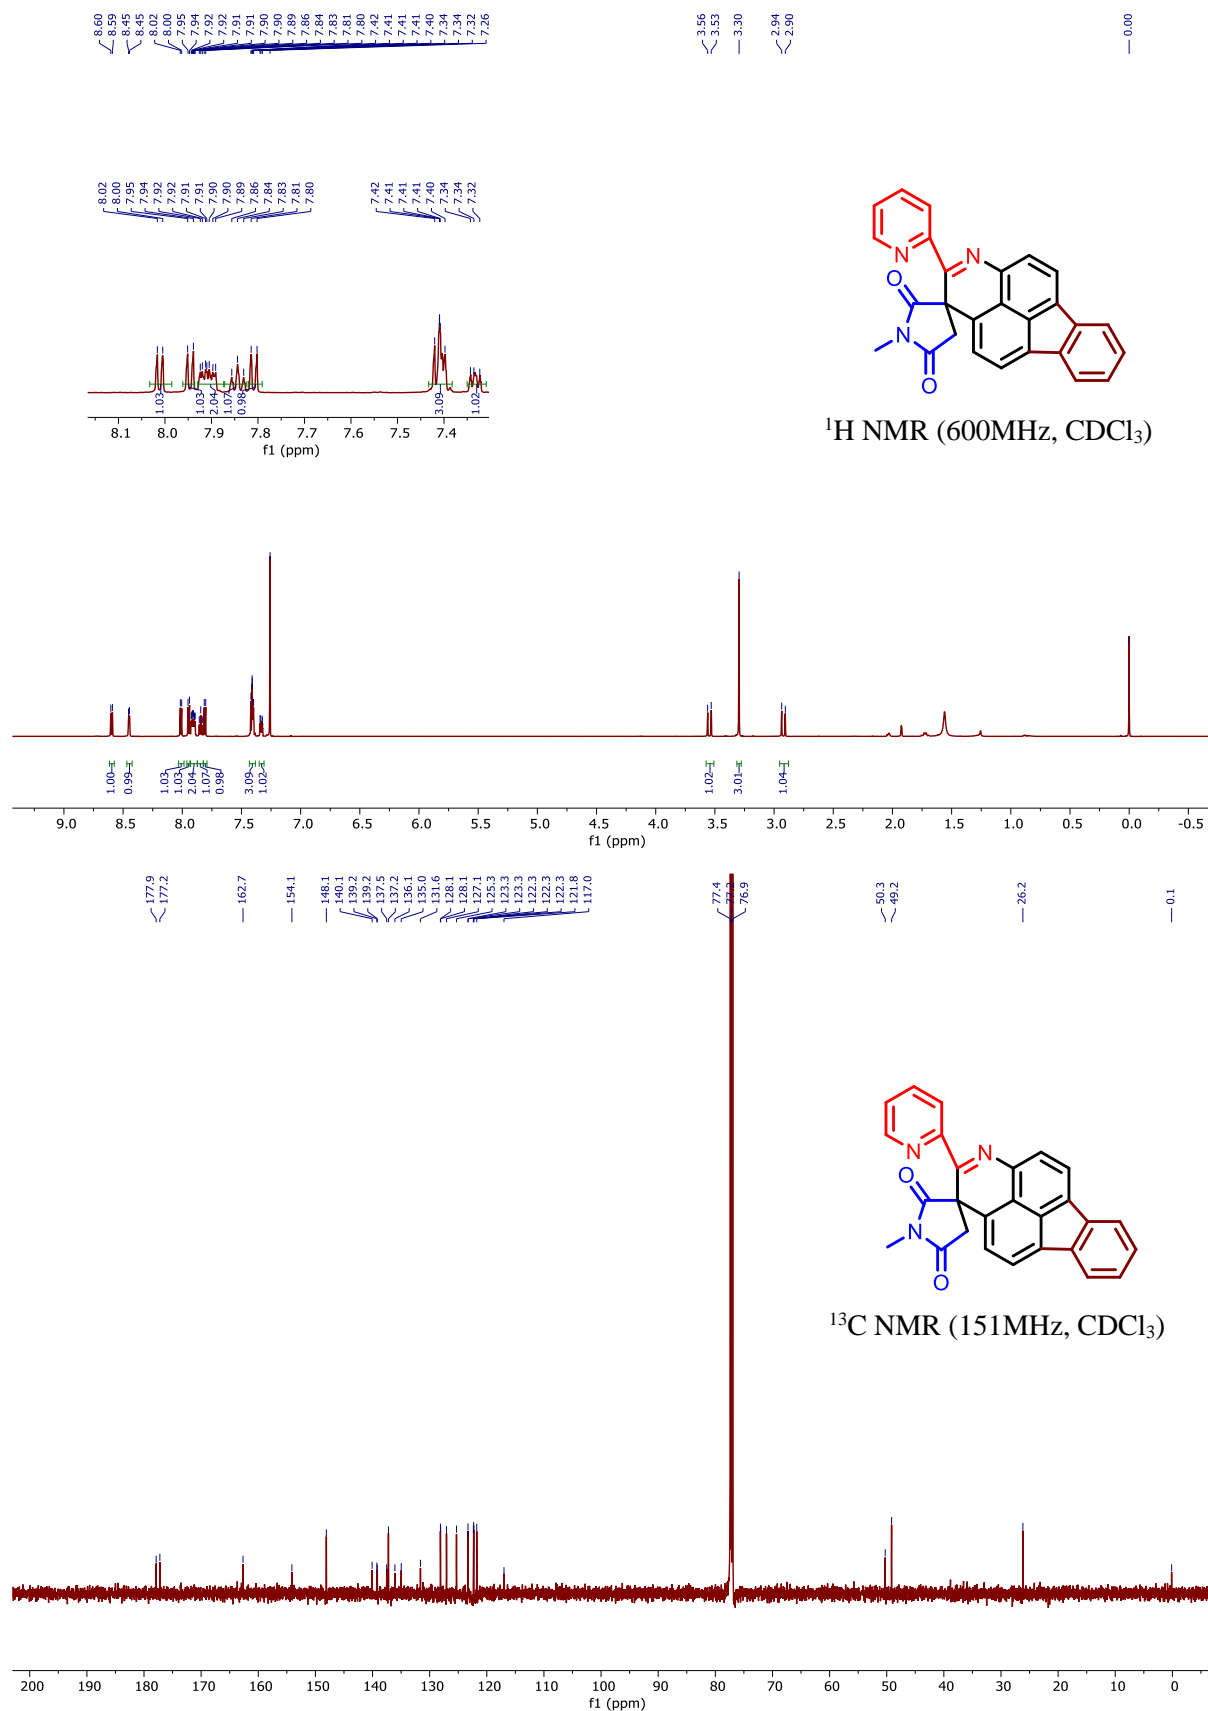 8.60 8.59 8.45 8.45 8.02 8.00 7.95 7.94 7.92 7.92 7.91 7.91 7.90 7.90 7.89 7.86 7.84 7.83 7.81 7.80 7.42 7.41 7.41 7.41 7.40 7.34 7.34 7.32 7.26 3.56 3.53 3.30 2.94 2.90 0.00
8.02 8.00 7.95 7.94 7.92 7.92 7.91 7.91 7.90 7.90 7.89 7.86 7.84 7.83 7.81 7.80 7.42 7.41 7.41 7.41 7.40 7.34 7.34 7.32
1.03 1.03 2.04 1.07 0.98 3.09 1.02
8.1 8.0 7.9 7.8 7.7 7.6 7.5 7.4
f1 (ppm)
N N
O
N
O
¹H NMR (600MHz, CDCl₃)
1.00 0.99 1.03 1.03 2.04 1.07 0.98 3.09 1.02 1.02 3.01 1.04
9.0 8.5 8.0 7.5 7.0 6.5 6.0 5.5 5.0 4.5 4.0 3.5 3.0 2.5 2.0 1.5 1.0 0.5 0.0 -0.5
f1 (ppm)
177.9 177.2 162.7 154.1 148.1 140.1 139.2 139.2 137.5 137.2 136.1 135.0 131.6 128.1 128.1 127.1 125.3 123.3 123.3 122.3 122.3 122.3 121.8 117.0 77.4 77.2 76.9 50.3 49.2 26.2 0.1
N N
O
N
O
¹³C NMR (151MHz, CDCl₃)
200 190 180 170 160 150 140 130 120 110 100 90 80 70 60 50 40 30 20 10 0
f1 (ppm)